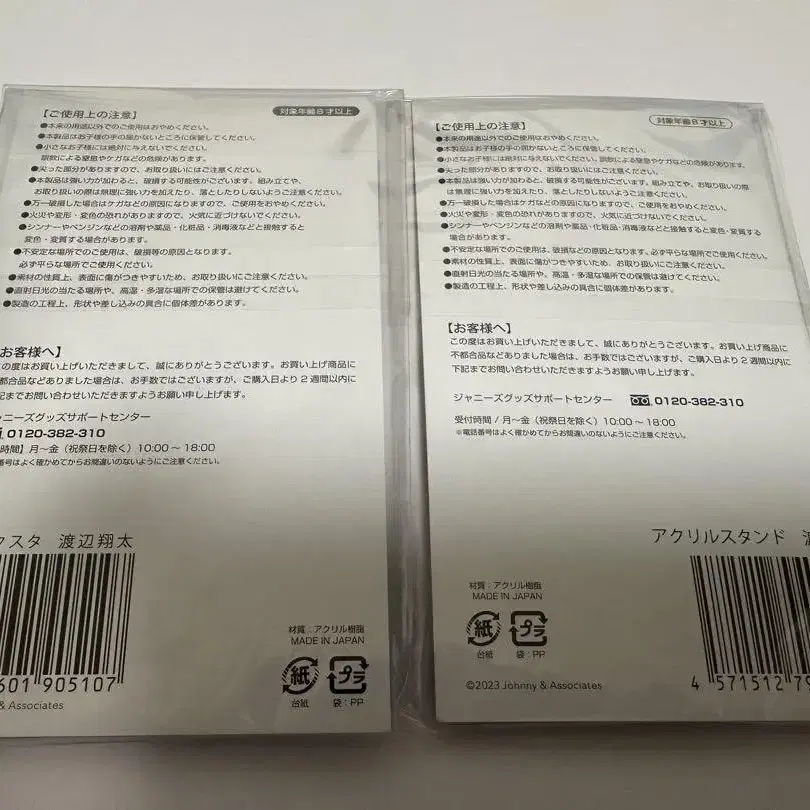 【ご使用上の注意】
対象年齢8才以上
●本来の用途以外でのご使用はおやめください。
●本製品はお子様の手の届かないところに保管してください。
●小さなお子様には絶対に与えないでください。
誤飲による窒息やケガなどの危険があります。
●尖った部分がありますので、お取り扱いにはご注意ください。
●本製品は強い力が加わると、破損する可能性がございます。組み立てや、
お取り扱いの際は無理に強い力を加えたり、落としたりしないようご注意ください。
●万一破損した場合はケガなどの原因になりますので、ご使用をおやめください。
●火災や変形・変色の恐れがありますので、火気に近づけないでください。
●シンナーやベンジンなどの溶剤や薬品・化粧品・消毒液などと接触すると
変色・変質する場合があります。
●不安定な場所でのご使用は、破損等の原因となります。
必ず平らな場所でご使用ください。
●素材の性質上、表面に傷がつきやすいため、お取り扱いにご注意ください。
●直射日光の当たる場所や、高温・多湿な場所での保管は避けてください。
●製造の工程上、形状や差し込みの具合に個体差があります。
お客様へ】
この度はお買い上げいただきまして、誠にありがとうございます。お買い上げ商品に
不都合品などありました場合は、お手数ではございますが、ご購入日より2週間以内に
下記までお問い合わせいただきますようお願い申し上げます。
ジャニーズグッズサポートセンター
0120-382-310
時間】月～金（祝祭日を除く）10:00～18:00
番号はよく確かめてからお間違いのないようにご注意ください。
クスタ 渡辺翔太
601 905107
& Associates
材質：アクリル樹脂
MADE IN JAPAN
紙
プラ
台紙
袋：PP
【ご使用上の注意】
対象年齢8才以上
●本来の用途以外でのご使用はおやめください。
●本製品はお子様の手の届かないところに保管してください。
●小さなお子様には絶対に与えないでください。誤飲による窒息やケガなどの危険があります。
●尖った部分がありますので、お取り扱いにはご注意ください。
●本製品は強い力が加わると、破損する可能性がございます。組み立てや、お取り扱いの際
は無理に強い力を加えたり、落としたりしないようご注意ください。
●万一破損した場合はケガなどの原因になりますので、ご使用をおやめください。
●火災や変形・変色の恐れがありますので、火気に近づけないでください。
●シンナーやベンジンなどの溶剤や薬品・化粧品・消毒液などと接触すると変色・変質する
場合があります。
●不安定な場所でのご使用は、破損などの原因となります。必ず平らな場所でご使用ください。
●素材の性質上、表面に傷がつきやすいため、お取り扱いにご注意ください。
●直射日光の当たる場所や、高温・多湿な場所での保管は避けてください。
●製造の工程上、形状や差し込みの具合に個体差があります。
【お客様へ】
この度はお買い上げいただきまして、誠にありがとうございます。お買い上げ商品に
不都合品などありました場合は、お手数ではございますが、ご購入日より2週間以内に
下記までお問い合わせいただきますようお願い申し上げます。
ジャニーズグッズサポートセンター 0120-382-310
受付時間 / 月～金（祝祭日を除く）10:00～18:00
※電話番号はよく確かめてからお間違いのないようにご注意ください。
アクリルスタンド
材質：アクリル樹脂
MADE IN JAPAN
紙
プラ
台紙
袋：PP
©2023 Johnny & Associates
4 571512 79